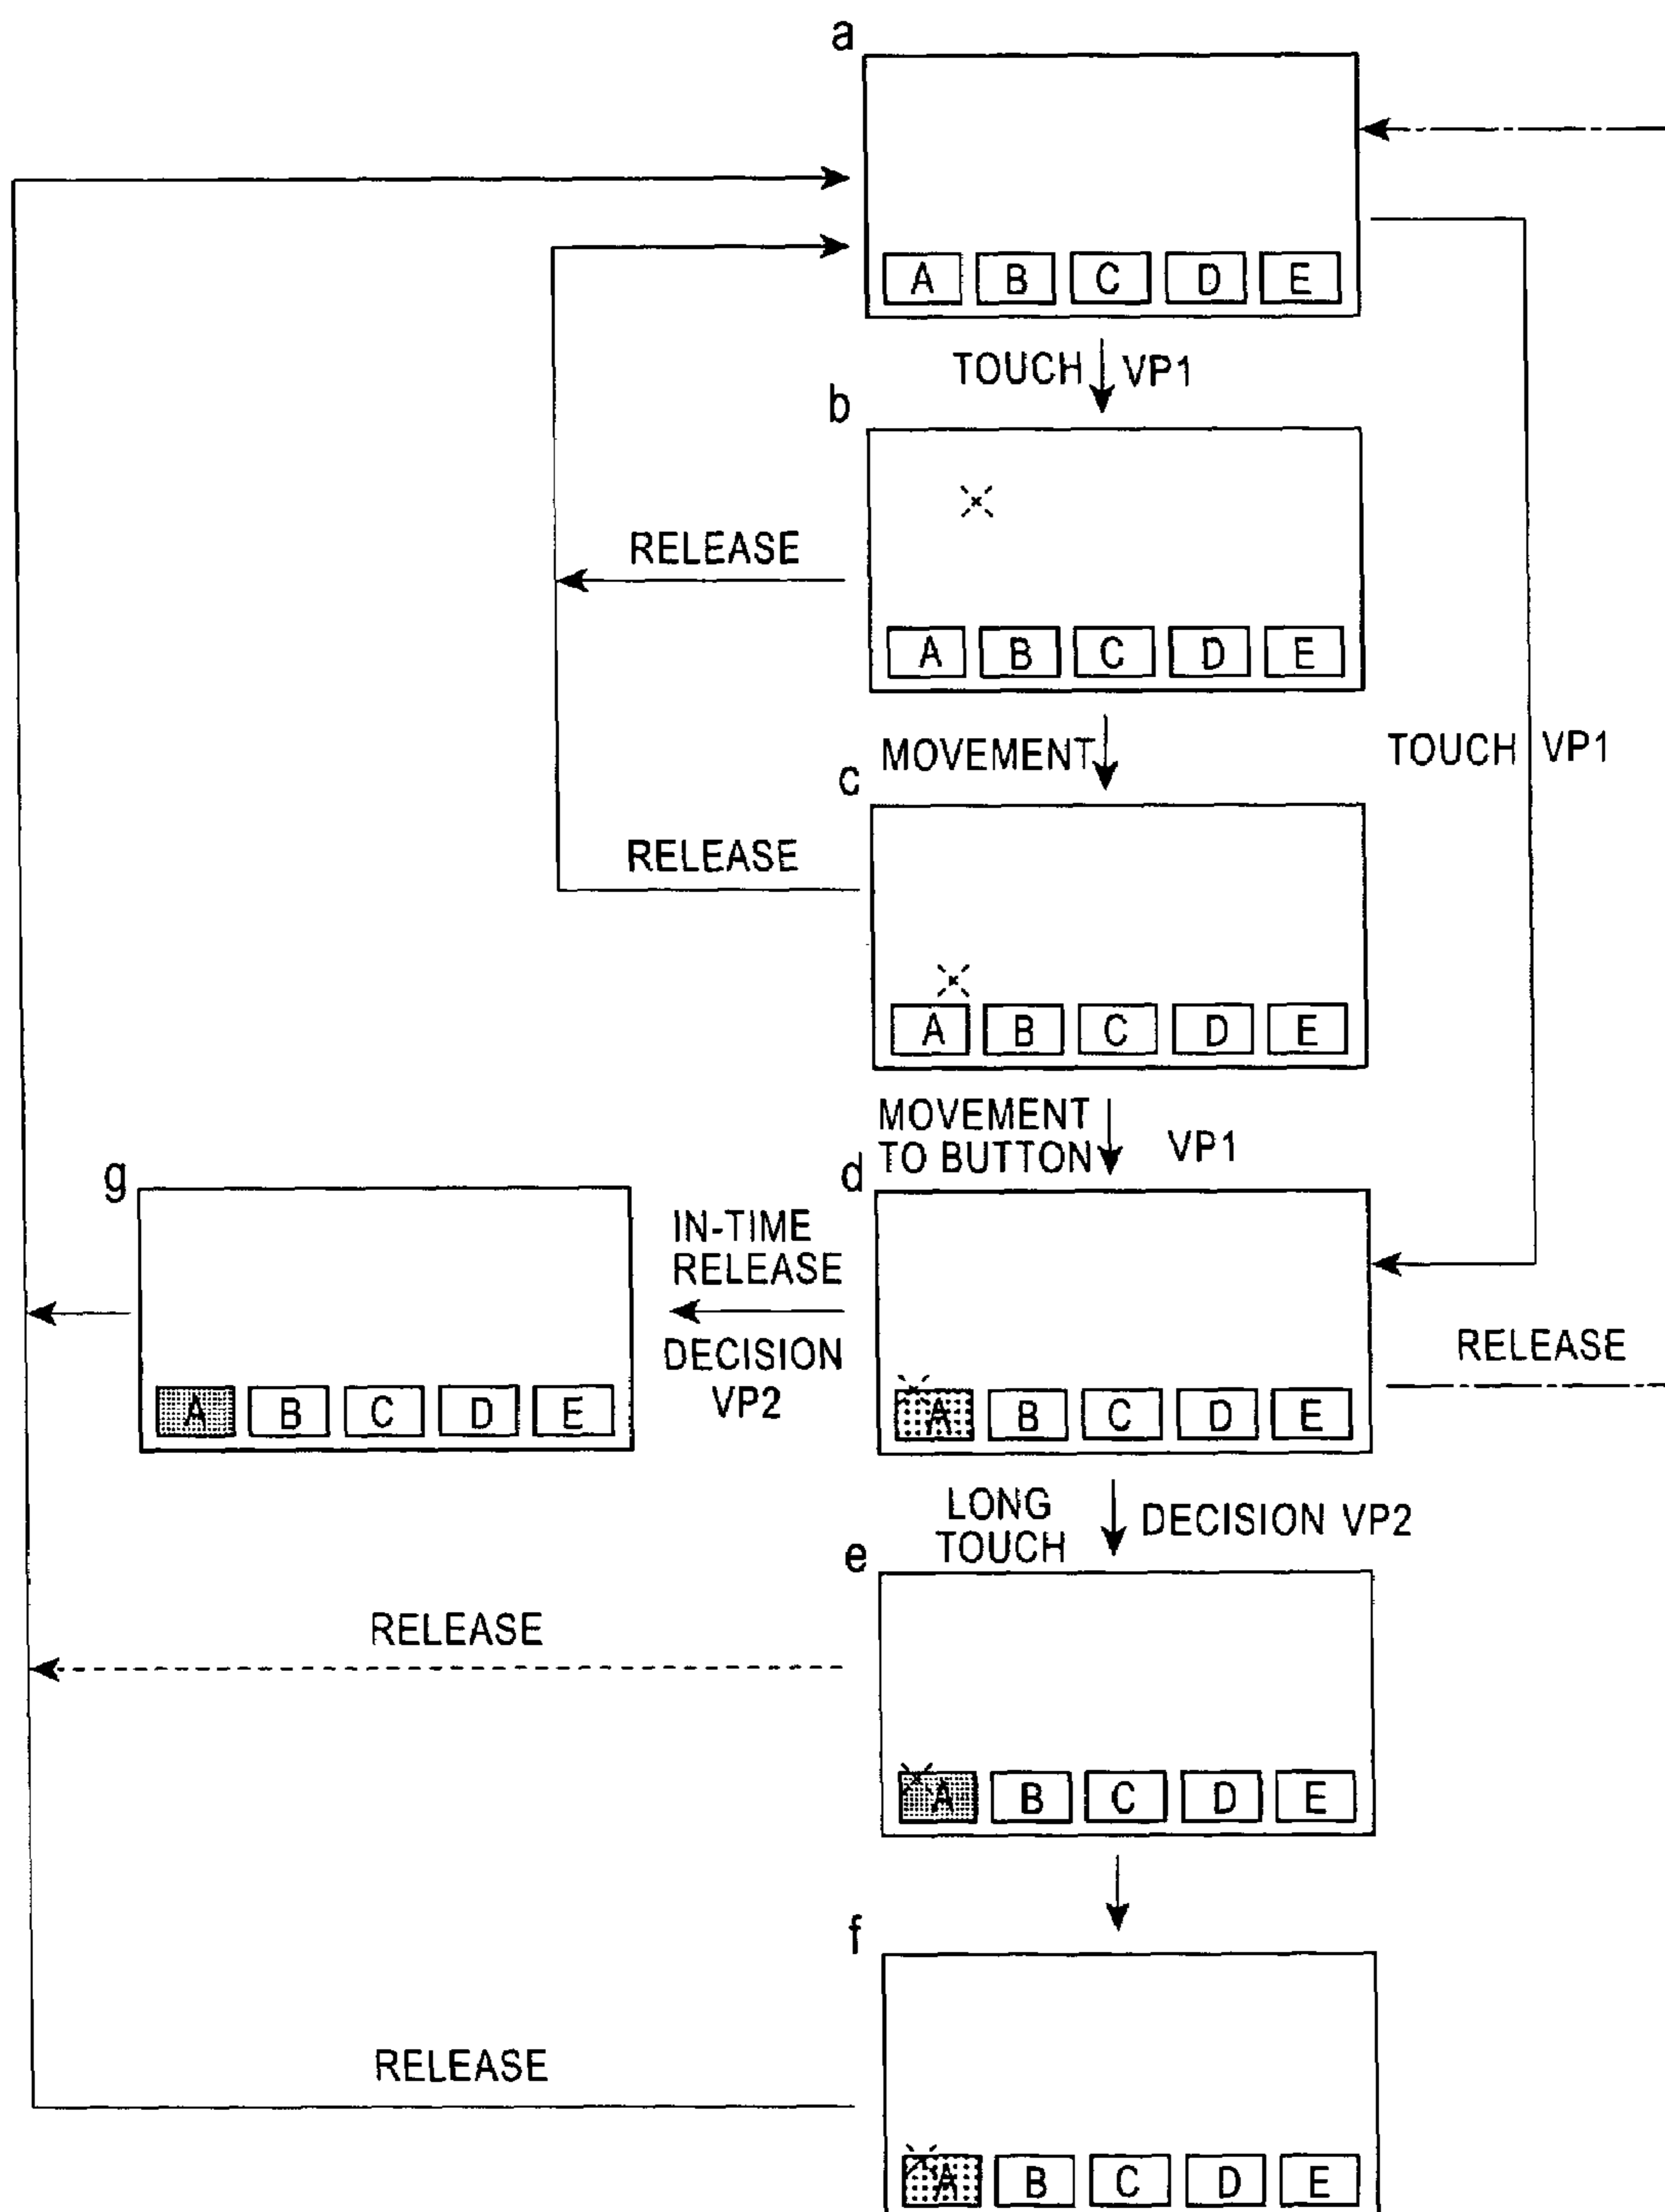 a
A B C D E
TOUCH VP1
b
RELEASE
A B C D E
MOVEMENT
TOUCH VP1
c
RELEASE
A B C D E
MOVEMENT
TO BUTTON VP1
g
d
IN-TIME
RELEASE
DECISION
VP2
RELEASE
A B C D E
A B C D E
LONG
TOUCH
DECISION VP2
e
RELEASE
A B C D E
f
RELEASE
A B C D E